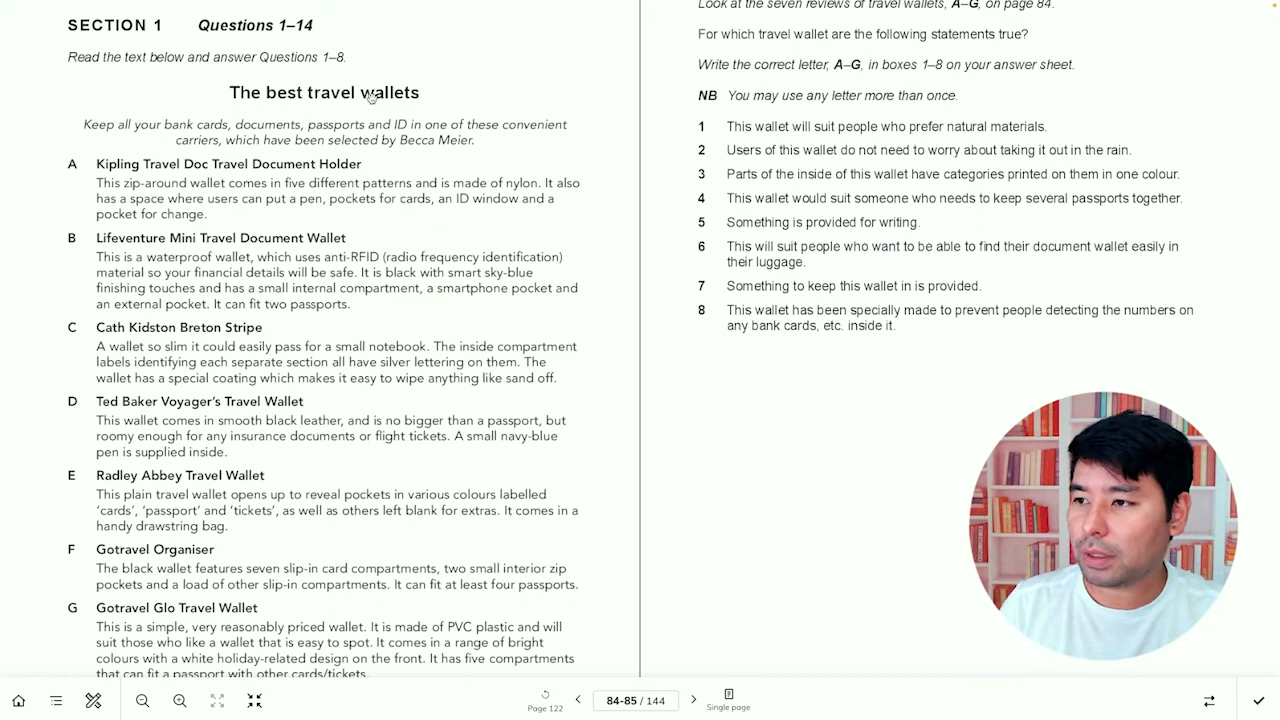 SECTION 1 Questions 1–14
Read the text below and answer Questions 1–8.
The best travel wallets
Keep all your bank cards, documents, passports and ID in one of these convenient
carriers, which have been selected by Becca Meier.
A Kipling Travel Doc Travel Document Holder
This zip-around wallet comes in five different patterns and is made of nylon. It also
has a space where users can put a pen, pockets for cards, an ID window and a
pocket for change.
B Lifeventure Mini Travel Document Wallet
This is a waterproof wallet, which uses anti-RFID (radio frequency identification)
material so your financial details will be safe. It is black with smart sky-blue
finishing touches and has a small internal compartment, a smartphone pocket and
an external pocket. It can fit two passports.
C Cath Kidston Breton Stripe
A wallet so slim it could easily pass for a small notebook. The inside compartment
labels identifying each separate section all have silver lettering on them. The
wallet has a special coating which makes it easy to wipe anything like sand off.
D Ted Baker Voyager's Travel Wallet
This wallet comes in smooth black leather, and is no bigger than a passport, but
roomy enough for any insurance documents or flight tickets. A small navy-blue
pen is supplied inside.
E Radley Abbey Travel Wallet
This plain travel wallet opens up to reveal pockets in various colours labelled
'cards', 'passport' and 'tickets', as well as others left blank for extras. It comes in a
handy drawstring bag.
F Gotravel Organiser
The black wallet features seven slip-in card compartments, two small interior zip
pockets and a load of other slip-in compartments. It can fit at least four passports.
G Gotravel Glo Travel Wallet
This is a simple, very reasonably priced wallet. It is made of PVC plastic and will
suit those who like a wallet that is easy to spot. It comes in a range of bright
colours with a white holiday-related design on the front. It has five compartments
that can fit a passport with other cards/tickets.
Look at the seven reviews of travel wallets, A–G, on page 84.
For which travel wallet are the following statements true?
Write the correct letter, A–G, in boxes 1–8 on your answer sheet.
NB You may use any letter more than once.
1 This wallet will suit people who prefer natural materials.
2 Users of this wallet do not need to worry about taking it out in the rain.
3 Parts of the inside of this wallet have categories printed on them in one colour.
4 This wallet would suit someone who needs to keep several passports together.
5 Something is provided for writing.
6 This will suit people who want to be able to find their document wallet easily in
their luggage.
7 Something to keep this wallet in is provided.
8 This wallet has been specially made to prevent people detecting the numbers on
any bank cards, etc. inside it.
Page 122
84-85 / 144
Single page